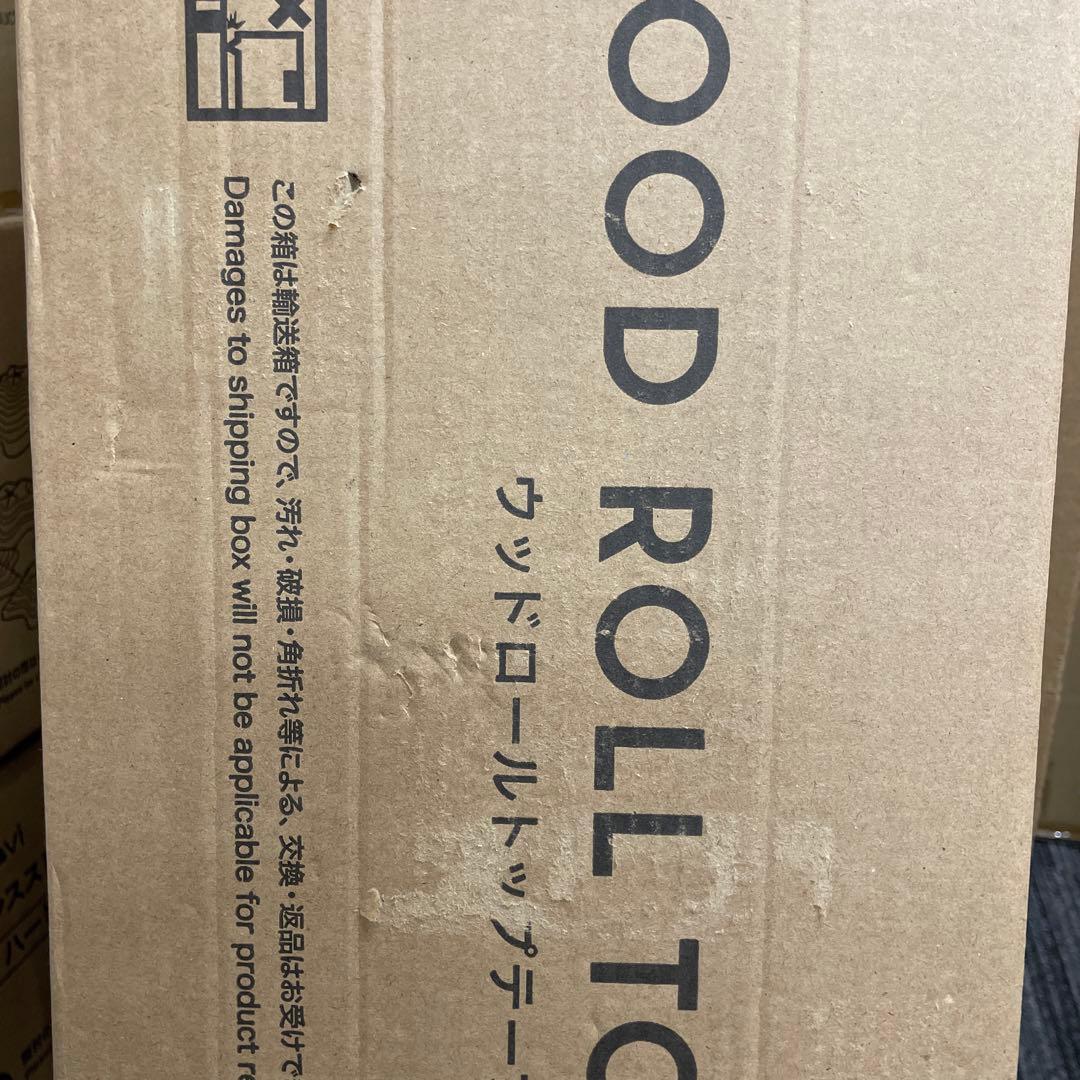 OOD ROLL TO
ウッドロールトップテー
この箱は輸送箱ですので、汚れ・破損・角折れ等による、交換・返品はお受けで
Damages to shipping box will not be applicable for product re